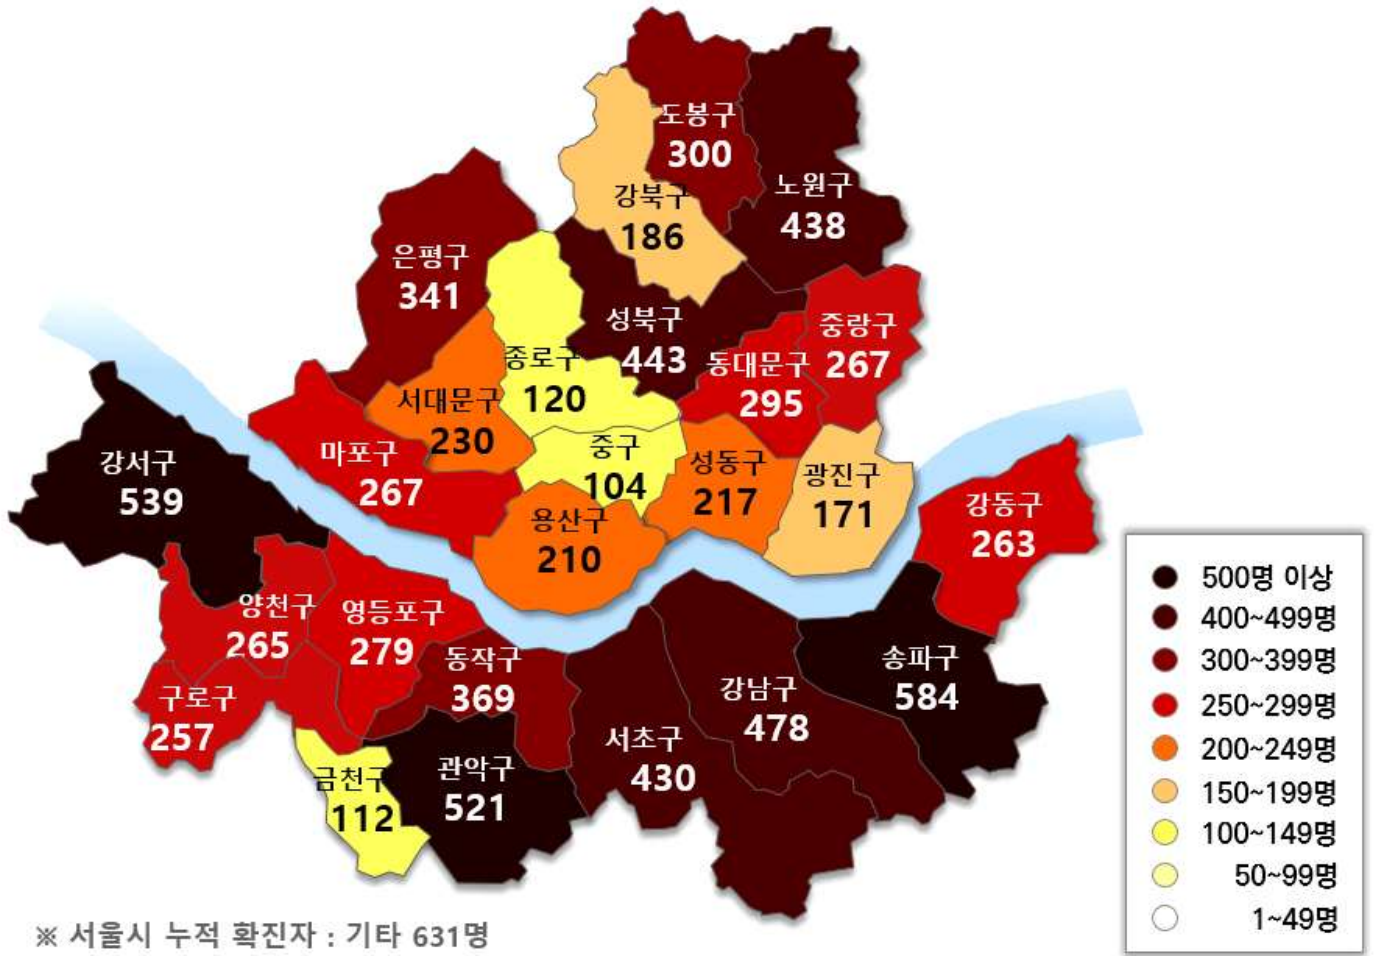 도봉구
300
노원구
438
강북구
186
은평구
341
성북구
443
중랑구
267
종로구
120
동대문구
295
서대문구
230
마포구
267
중구
104
성동구
217
광진구
171
강서구
539
강동구
263
용산구
210
양천구
265
영등포구
279
동작구
369
송파구
584
강남구
478
구로구
257
서초구
430
관악구
521
금천구
112
500명 이상
400~499명
300~399명
250~299명
200~249명
150~199명
100~149명
50~99명
1~49명
※ 서울시 누적 확진자 : 기타 631명